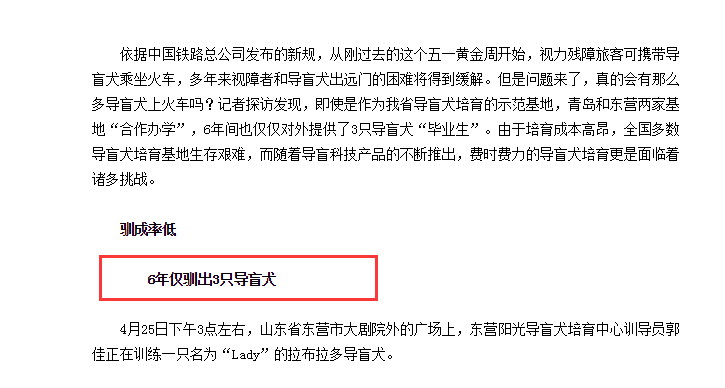 依据中国铁路总公司发布的新规，从刚过去的这个五一黄金周开始，视力残障旅客可携带导
盲犬乘坐火车，多年来视障者和导盲犬出远门的困难将得到缓解。但是问题来了，真的会有那么
多导盲犬上火车吗？记者探访发现，即使是作为我省导盲犬培育的示范基地，青岛和东营两家基
地“合作办学”，6年间也仅仅对外提供了3只导盲犬“毕业生”。由于培育成本高昂，全国多数
导盲犬培育基地生存艰难，而随着导盲科技产品的不断推出，费时费力的导盲犬培育更是面临着
诸多挑战。
驯成率低
6年仅驯出3只导盲犬
4月25日下午3点左右，山东省东营市大剧院外的广场上，东营阳光导盲犬培育中心训导员郭
佳正在训练一只名为“Lady”的拉布拉多导盲犬。